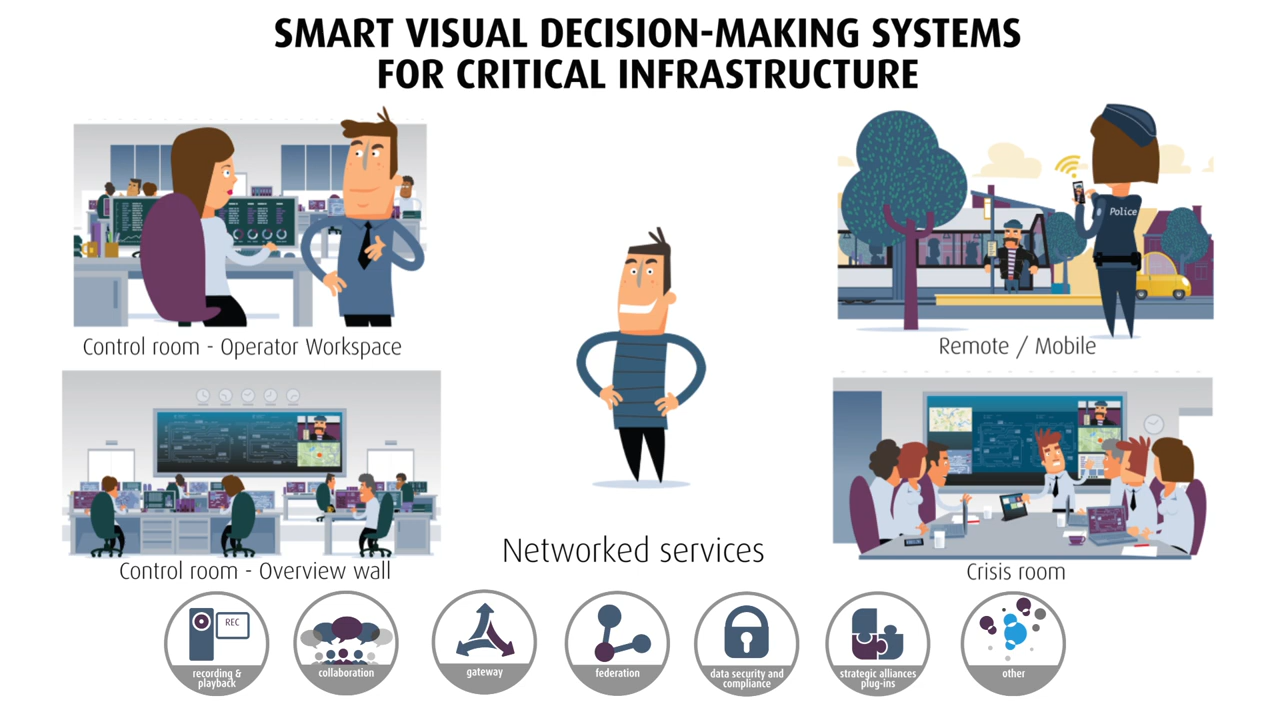 SMART VISUAL DECISION-MAKING SYSTEMS
FOR CRITICAL INFRASTRUCTURE
Police
Control room - Operator Workspace
Remote / Mobile
Control room - Overview wall
Crisis room
Networked services
REC
recording &
playback
collaboration
gateway
federation
data security and
compliance
strategic alliances
plug-ins
other